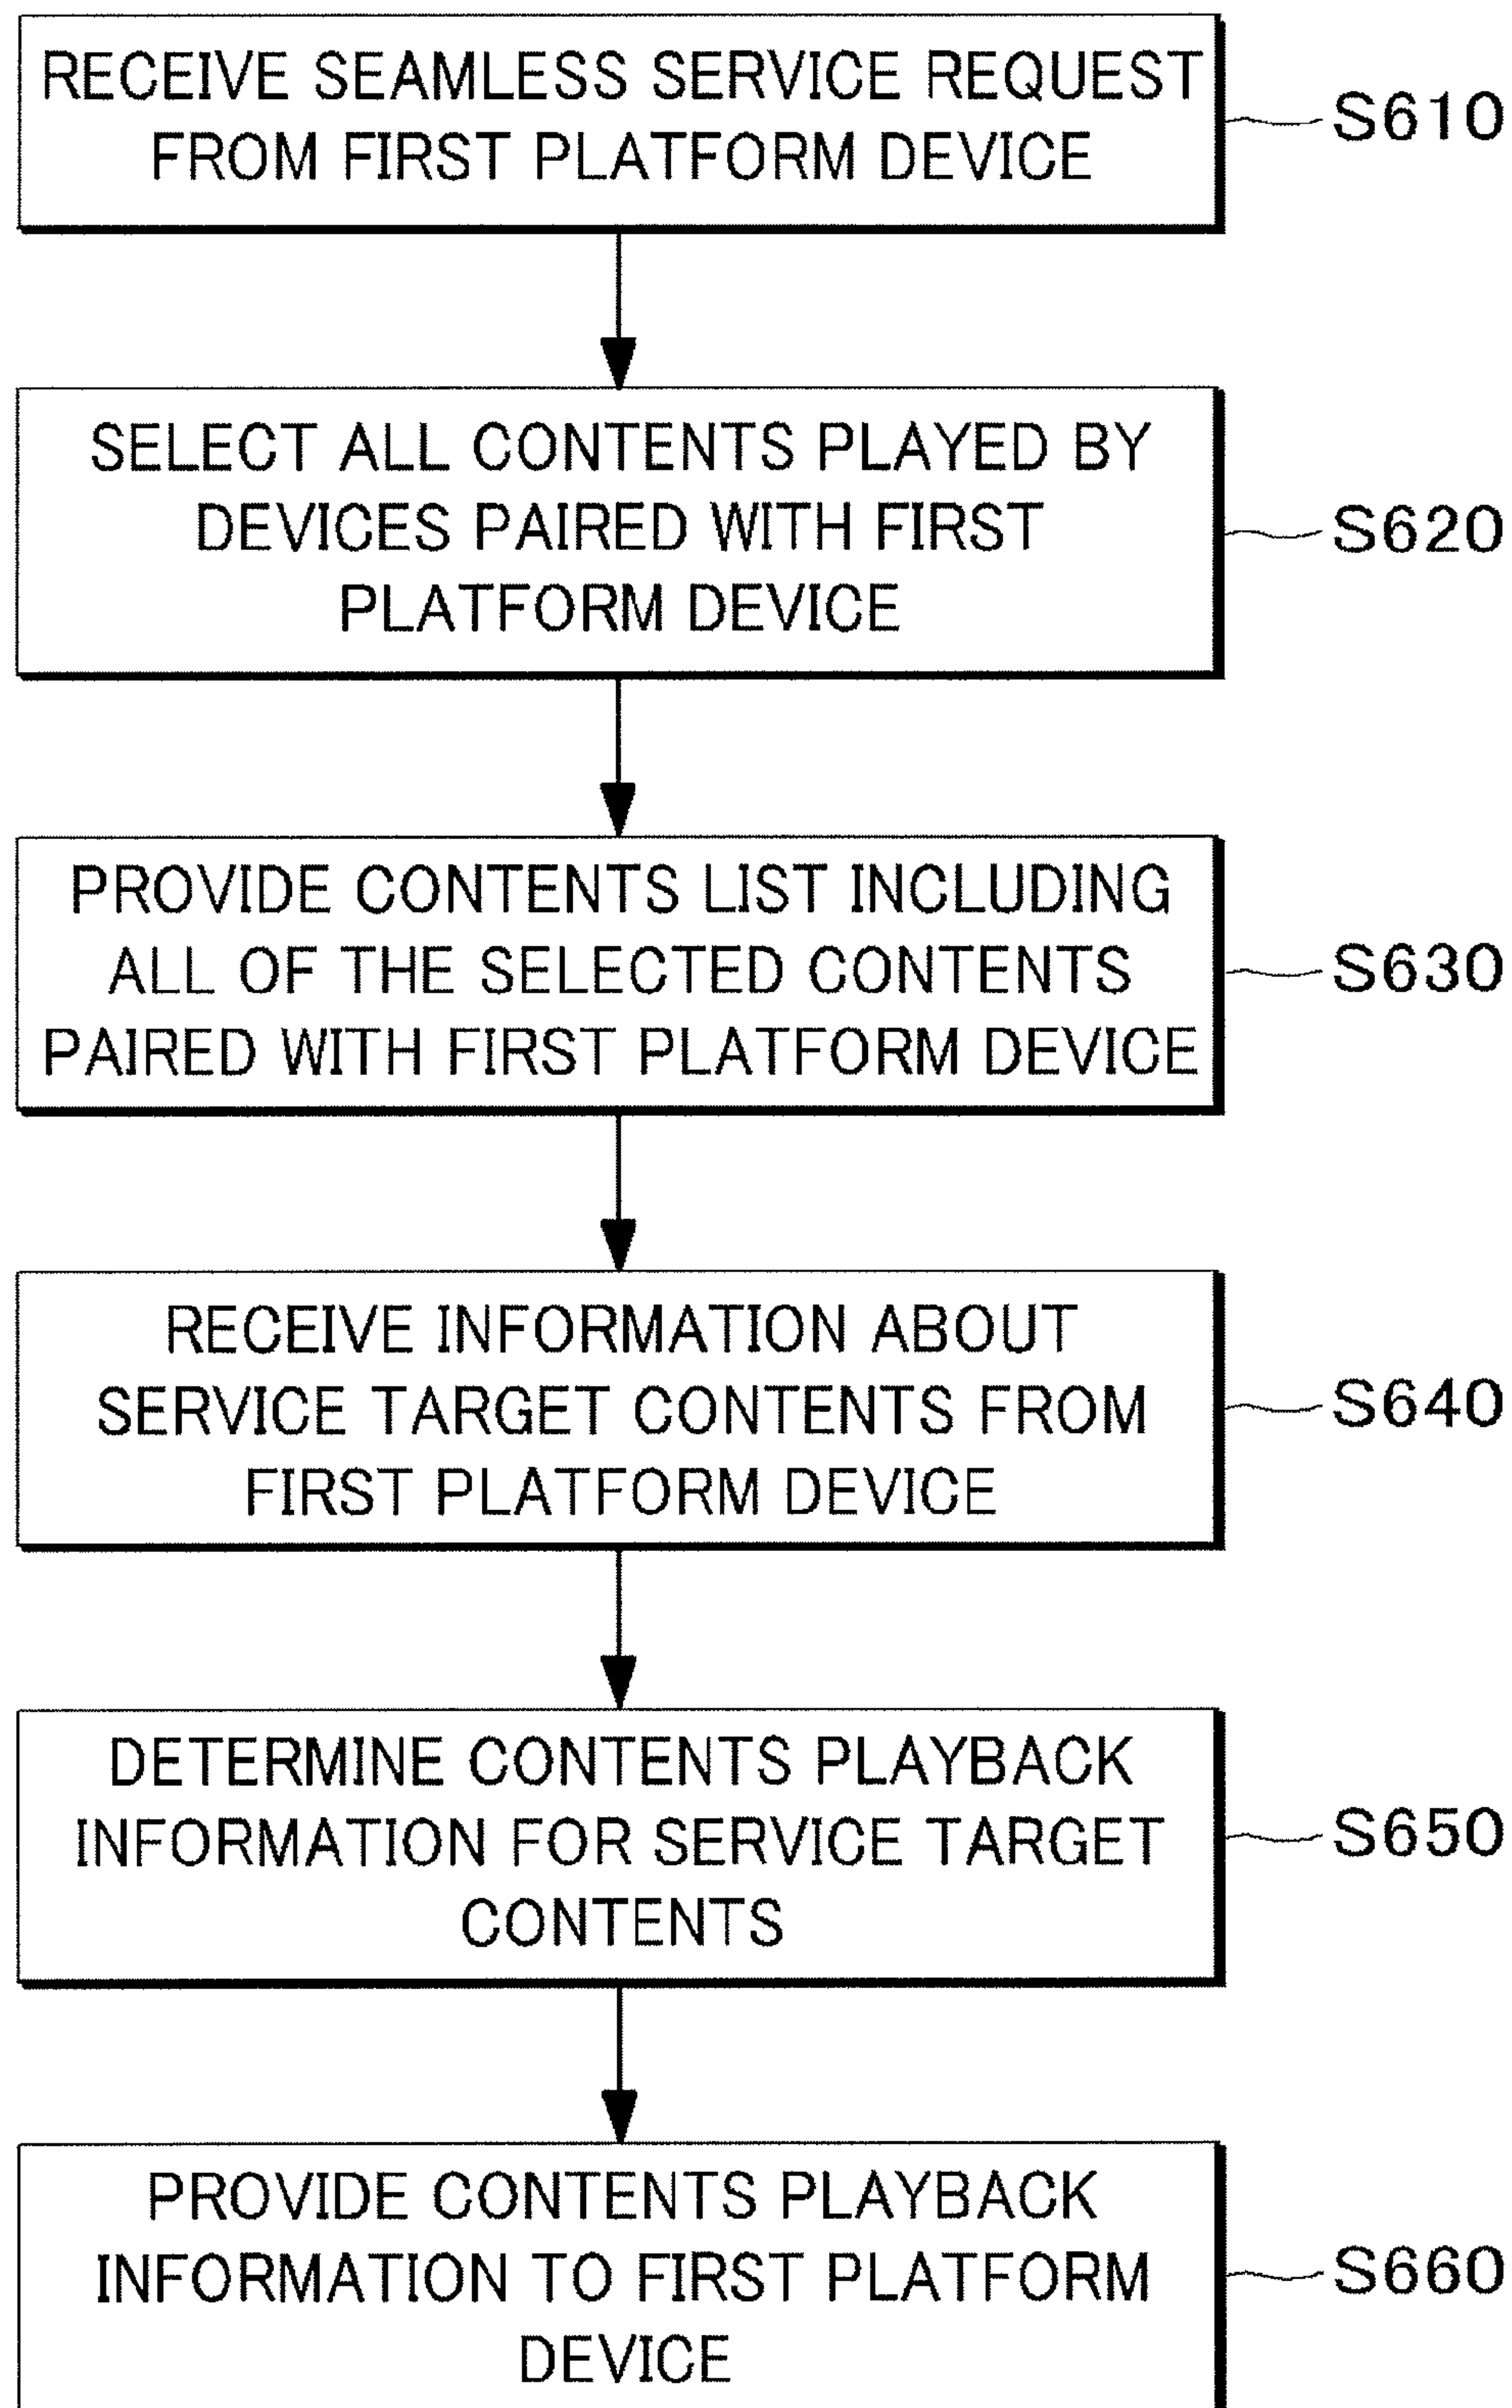 RECEIVE SEAMLESS SERVICE REQUEST
FROM FIRST PLATFORM DEVICE
S610
SELECT ALL CONTENTS PLAYED BY
DEVICES PAIRED WITH FIRST
PLATFORM DEVICE
S620
PROVIDE CONTENTS LIST INCLUDING
ALL OF THE SELECTED CONTENTS
PAIRED WITH FIRST PLATFORM DEVICE
S630
RECEIVE INFORMATION ABOUT
SERVICE TARGET CONTENTS FROM
FIRST PLATFORM DEVICE
S640
DETERMINE CONTENTS PLAYBACK
INFORMATION FOR SERVICE TARGET
CONTENTS
S650
PROVIDE CONTENTS PLAYBACK
INFORMATION TO FIRST PLATFORM
DEVICE
S660